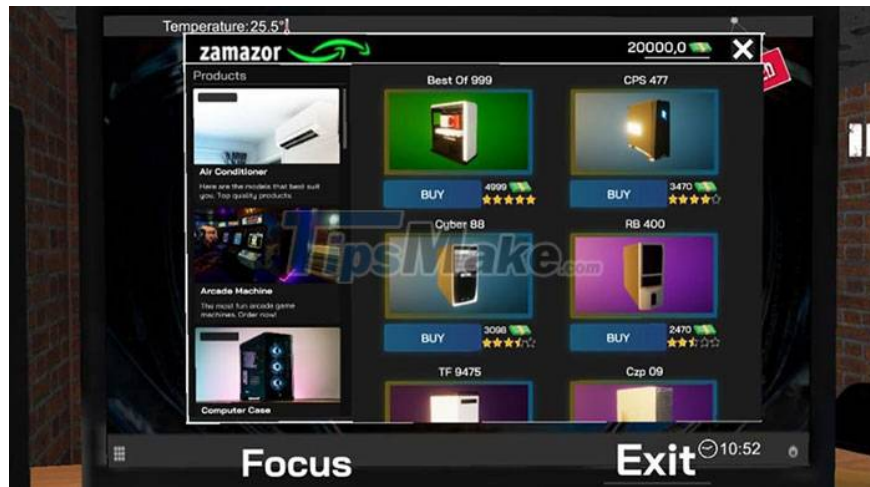 Temperature:25.5°
zamazor
20000,0
Products
Air Conditioner
Here are the models that best suit
you. Top quality products
Arcade Machine
The most fun arcade game
machines. Order now!
Computer Case
Best Of 999
BUY
4999
CPS 477
BUY
3470
Cyber 88
BUY
3098
RB 400
BUY
2470
TF 9475
Czp 09
TipsMake.com
Focus
Exit
10:52